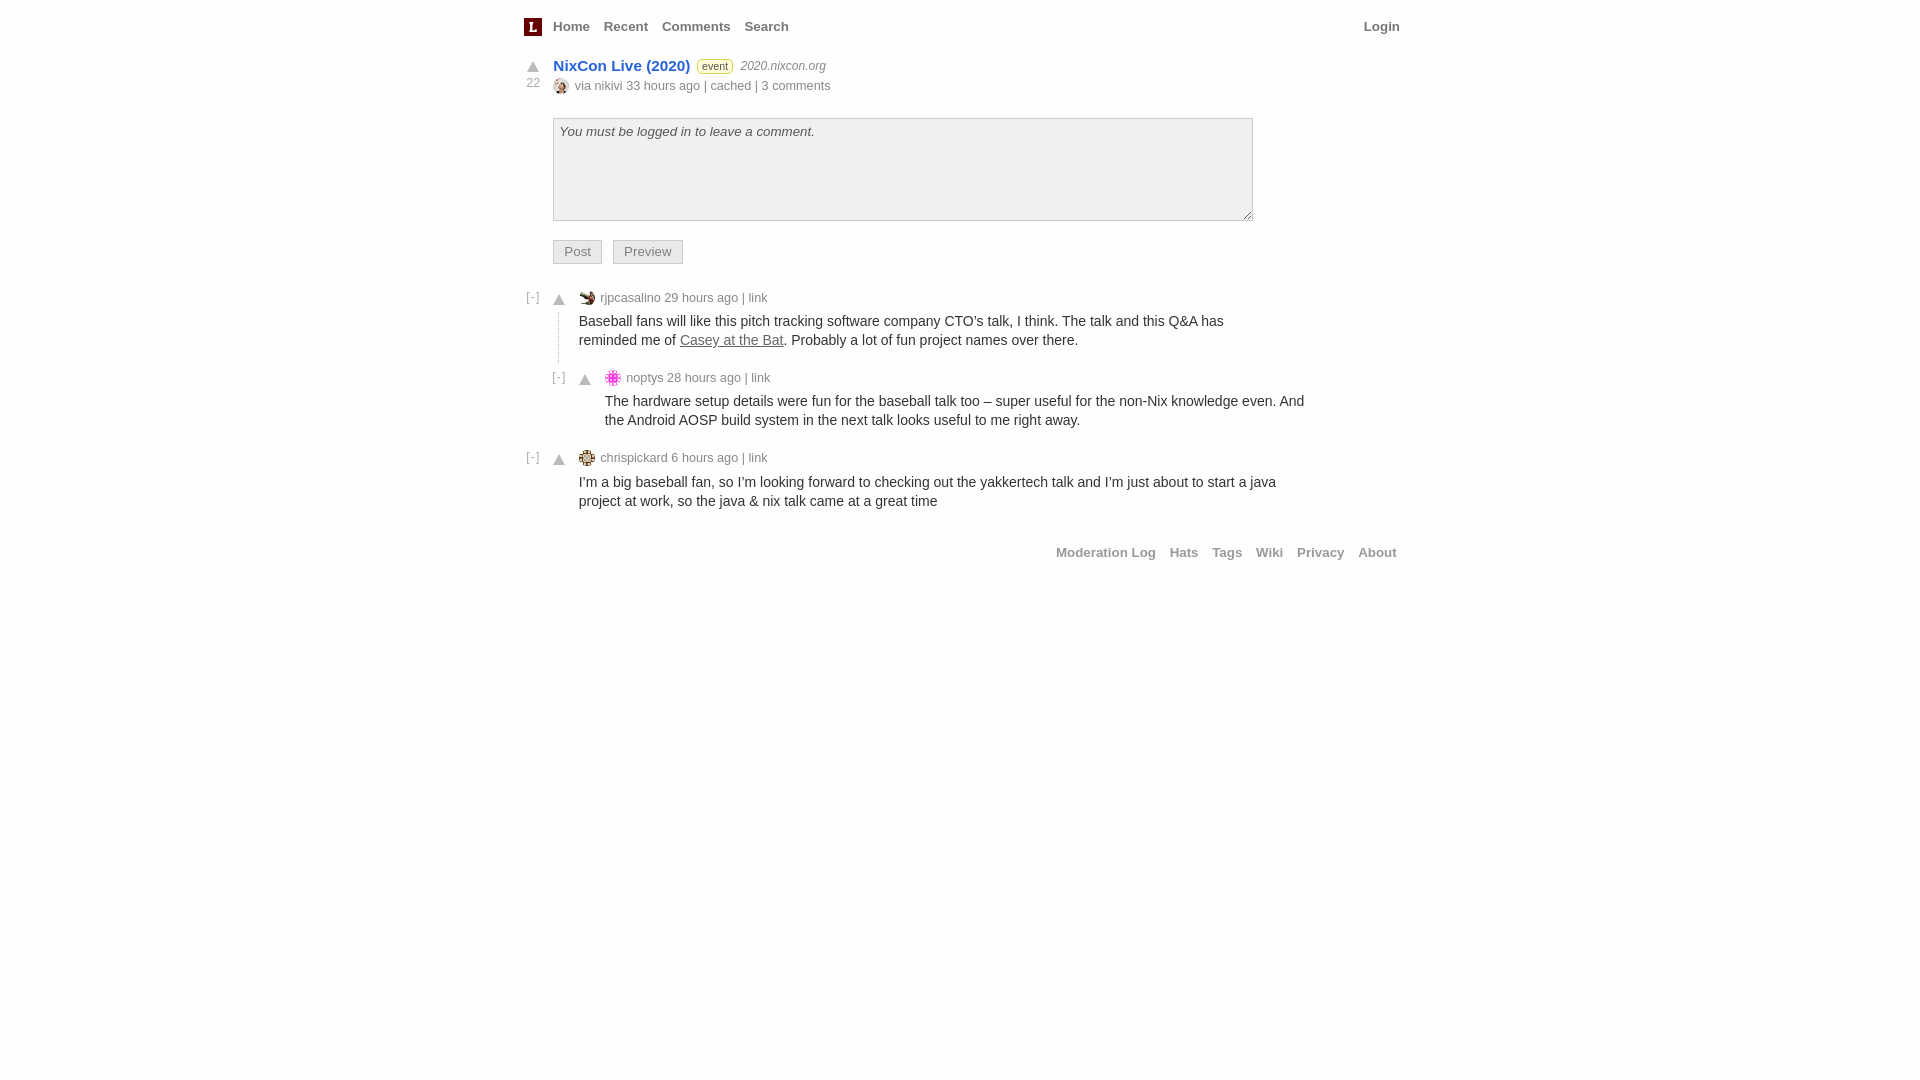 L Home Recent Comments Search Login
NixCon Live (2020) event 2020.nixcon.org
22
via nikivi 33 hours ago | cached | 3 comments
You must be logged in to leave a comment.
Post Preview
[-] rjpcasalino 29 hours ago | link
Baseball fans will like this pitch tracking software company CTO’s talk, I think. The talk and this Q&A has
reminded me of Casey at the Bat. Probably a lot of fun project names over there.
[-] noptys 28 hours ago | link
The hardware setup details were fun for the baseball talk too – super useful for the non-Nix knowledge even. And
the Android AOSP build system in the next talk looks useful to me right away.
[-] chrispickard 6 hours ago | link
I’m a big baseball fan, so I’m looking forward to checking out the yakkertech talk and I’m just about to start a java
project at work, so the java & nix talk came at a great time
Moderation Log Hats Tags Wiki Privacy About